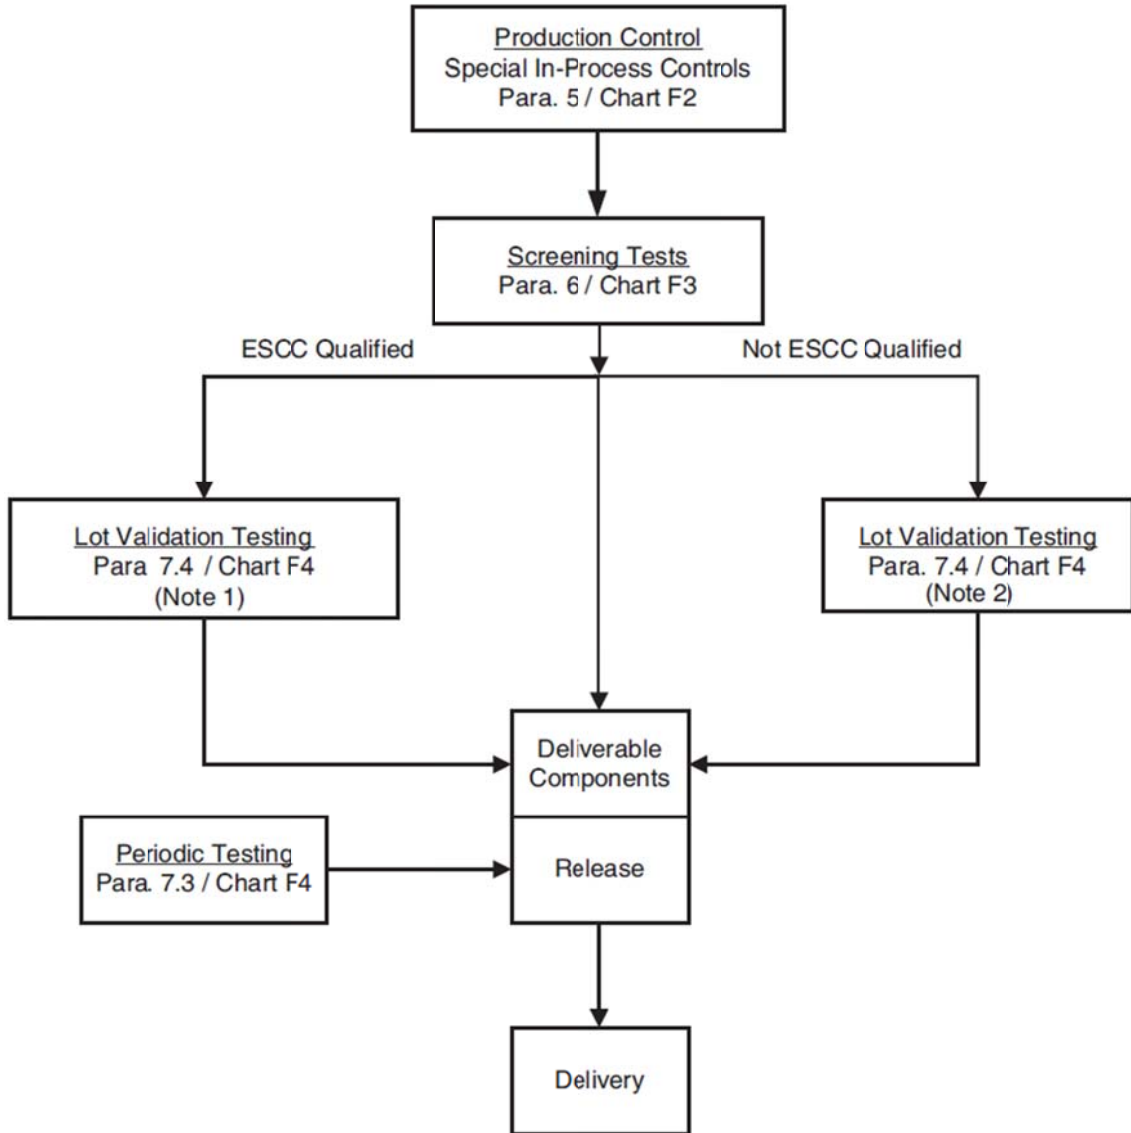 Production Control
Special In-Process Controls
Para. 5 / Chart F2
Screening Tests
Para. 6 / Chart F3
ESCC Qualified
Not ESCC Qualified
Lot Validation Testing
Para 7.4 / Chart F4
(Note 1)
Lot Validation Testing
Para. 7.4 / Chart F4
(Note 2)
Deliverable
Components
Periodic Testing
Para. 7.3 / Chart F4
Release
Delivery